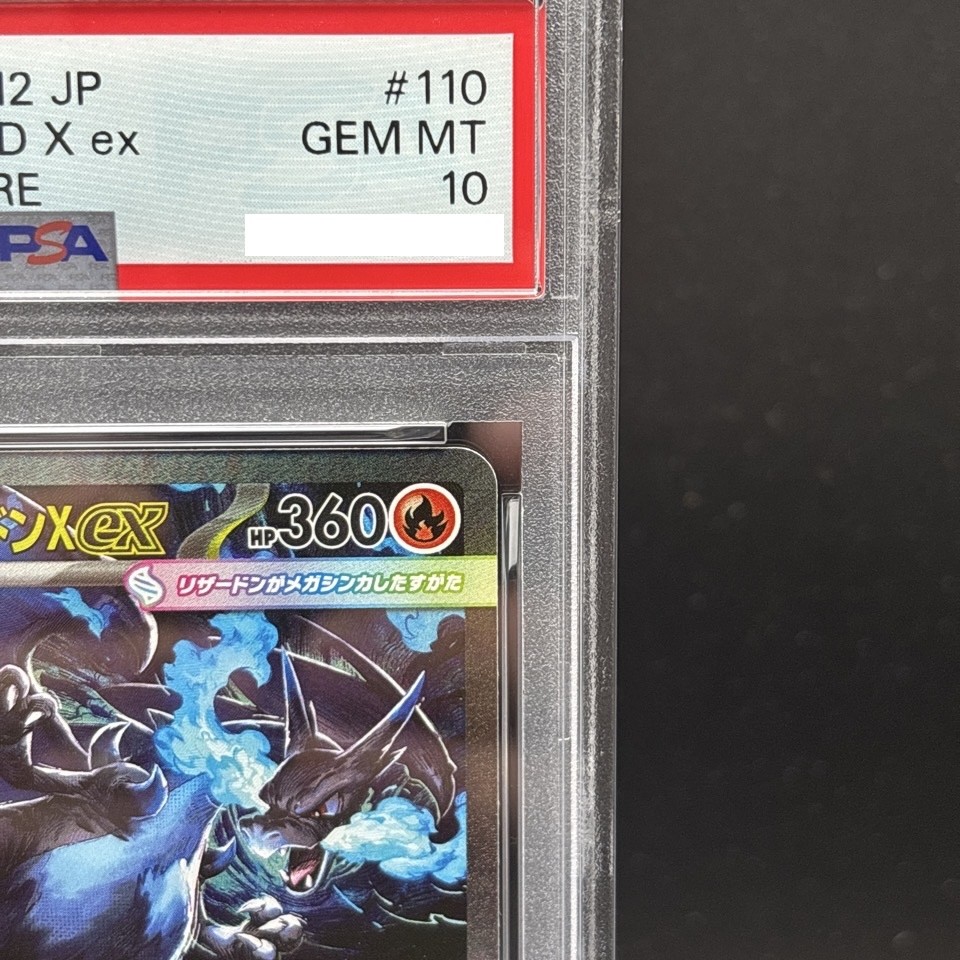 M2 JP #110
D X ex GEM MT
RE 10
PSA
ドンXex HP360
リザードンがメガシンカしたすがた